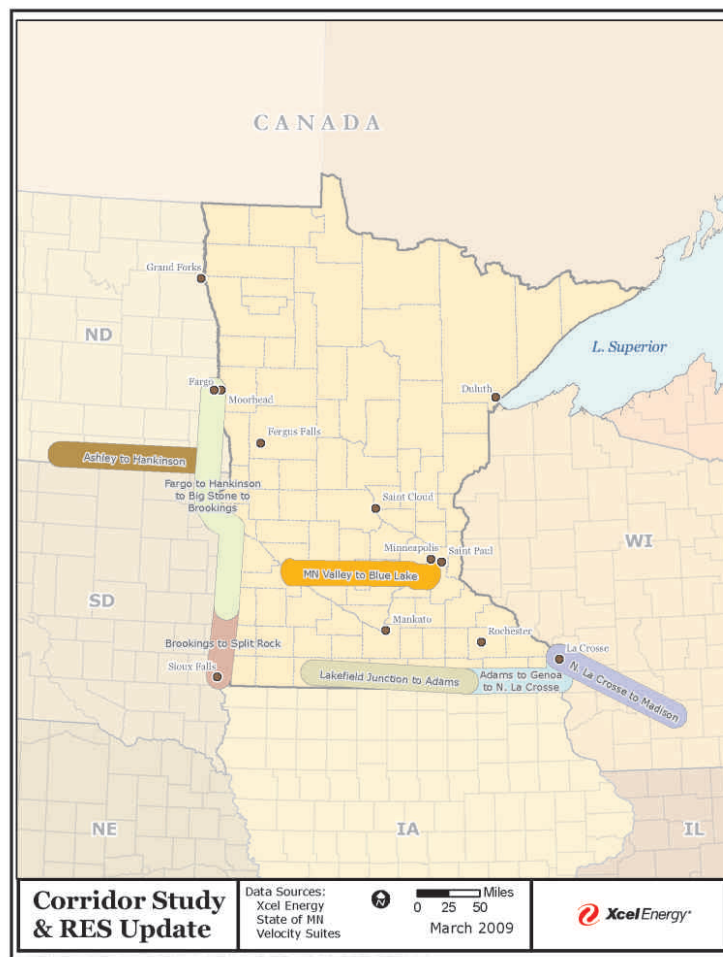 CANADA
Grand Forks
ND
L. Superior
Fargo
Moorhead
Duluth
Fergus Falls
Ashley to Hankinson
Fargo to Hankinson
to Big Stone to
Brookings
Saint Cloud
WI
Minneapolis
Saint Paul
MN Valley to Blue Lake
SD
Mankato
Rochester
Brookings to Split Rock
La Crosse
Sioux Falls
Lakefield Junction to Adams
Adams to Genoa
to N. La Crosse
N. La Crosse to Madison
NE
IA
IL
Corridor Study
& RES Update
Data Sources:
Xcel Energy
State of MN
Velocity Suites
N
Miles
0 25 50
March 2009
Xcel Energy